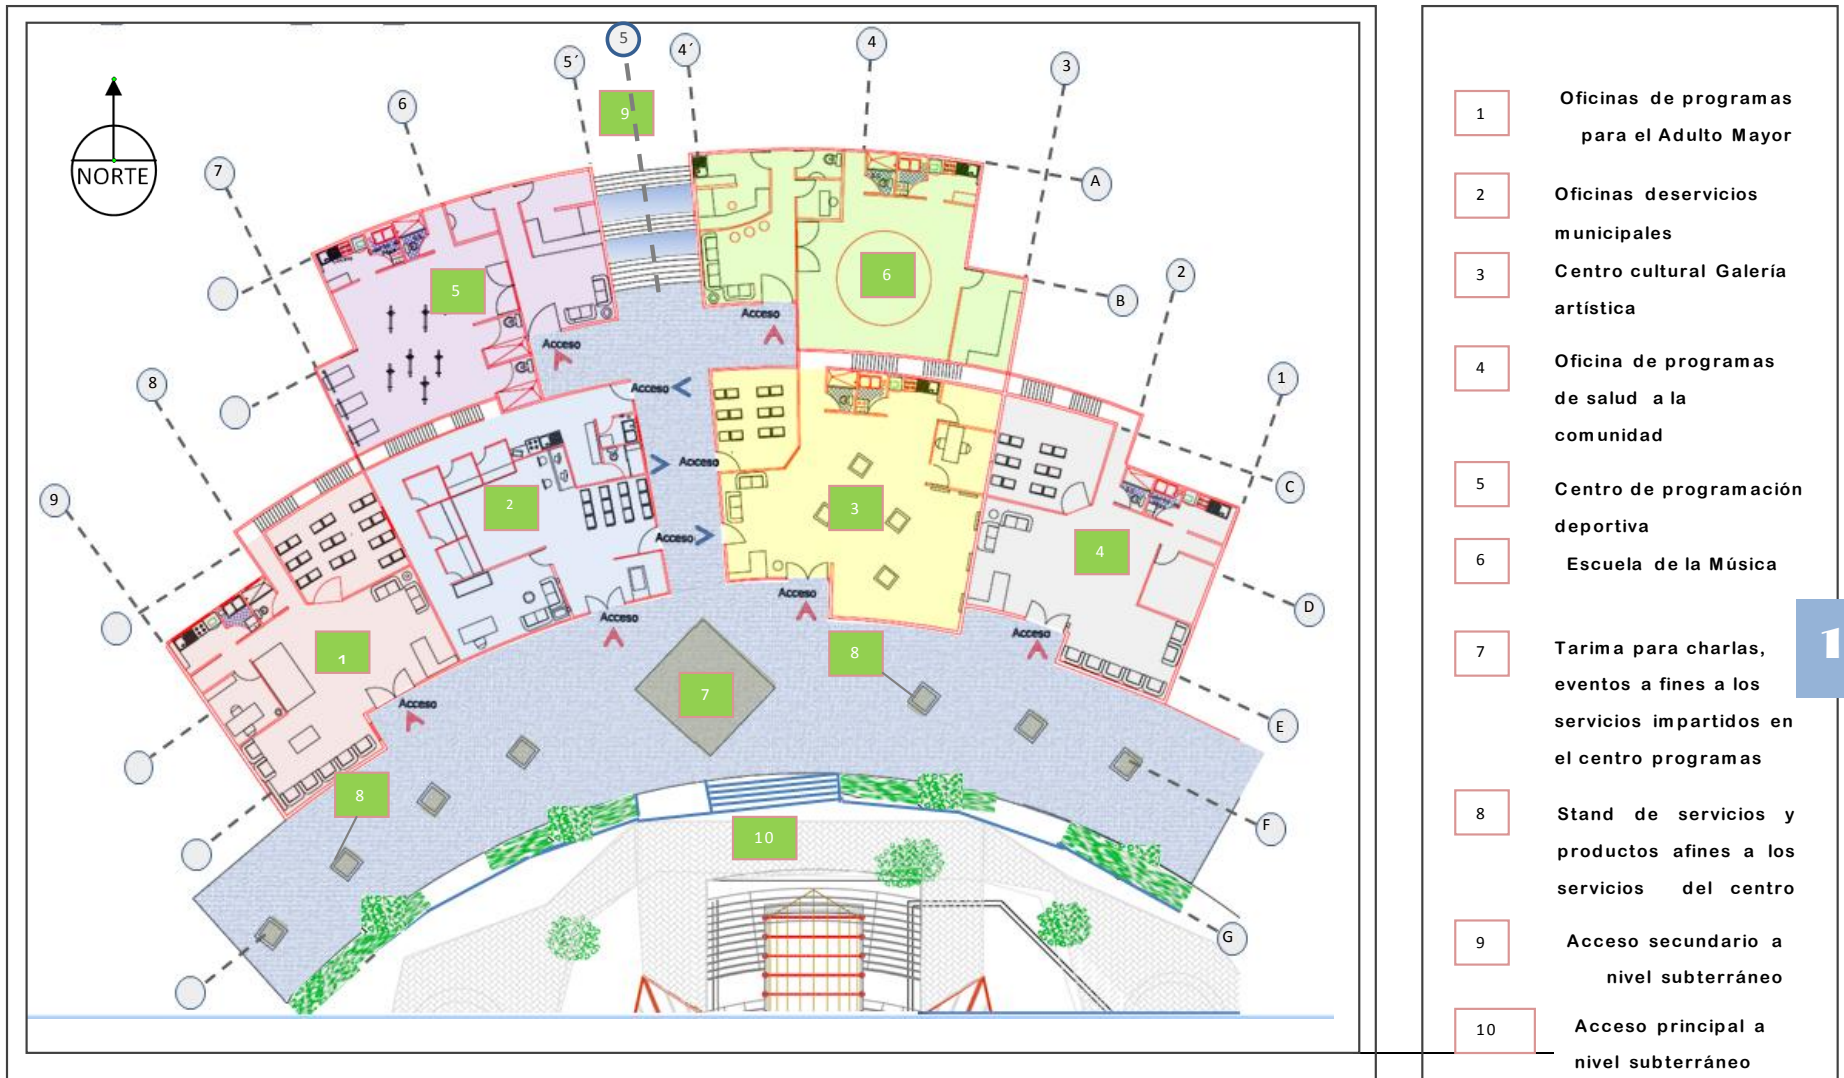 5
4´
4
5´
3
9
6
NORTE
7
A
2
6
5
B
Acceso
Acceso
1
8
Acceso
Acceso
C
9
2
3
Acceso
4
Acceso
D
Acceso
Acceso
1
8
7
Acceso
E
8
F
10
G
1
Oficinas de programas
para el Adulto Mayor
2
Oficinas deservicios
municipales
3
Centro cultural Galería
artística
4
Oficina de programas
de salud a la
comunidad
5
Centro de programación
deportiva
6
Escuela de la Música
7
Tarima para charlas,
eventos a fines a los
servicios impartidos en
el centro programas
8
Stand de servicios y
productos afines a los
servicios del centro
9
Acceso secundario a
nivel subterráneo
10
Acceso principal a
nivel subterráneo
1